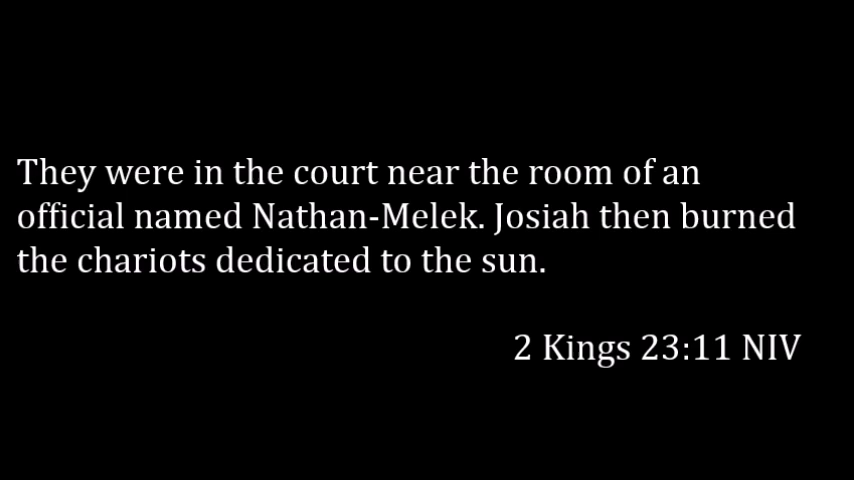 They were in the court near the room of an
official named Nathan-Melek. Josiah then burned
the chariots dedicated to the sun.
2 Kings 23:11 NIV